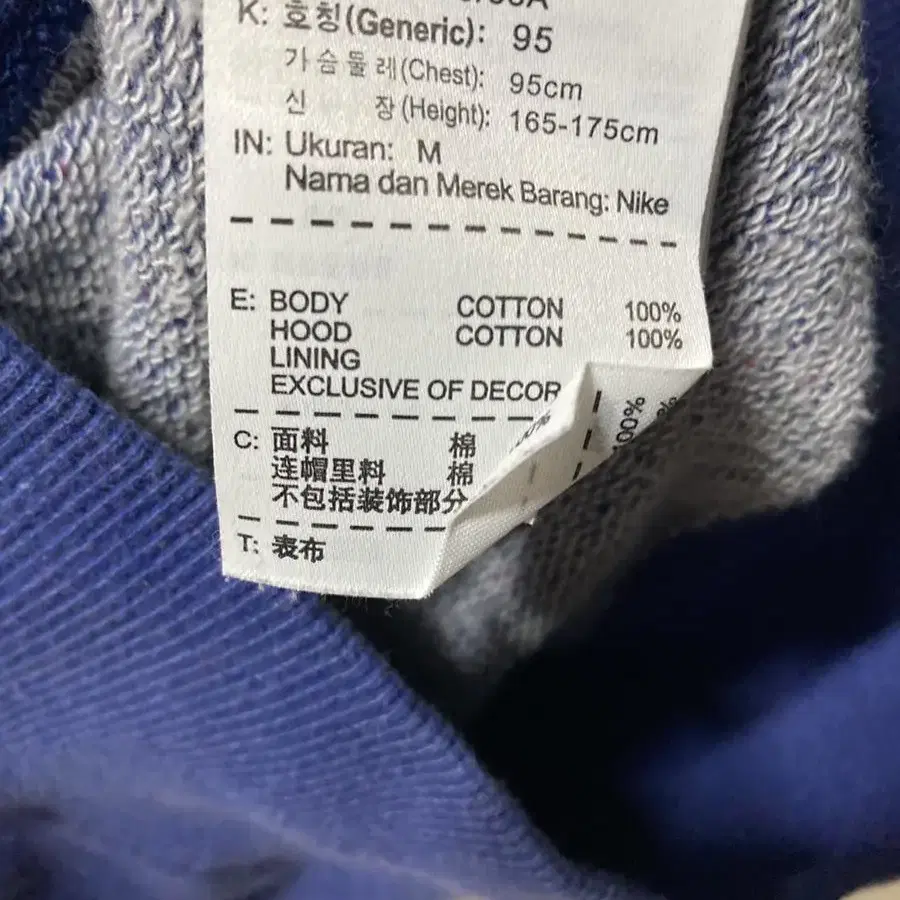 K: 호칭(Generic): 95
가슴둘레(Chest): 95cm
신 장(Height): 165-175cm
IN: Ukuran: M
Nama dan Merek Barang: Nike
E: BODY COTTON 100%
HOOD COTTON 100%
LINING
EXCLUSIVE OF DECOR
C: 面料 棉
连帽里料 棉
不包括装饰部分
T: 表布
100%